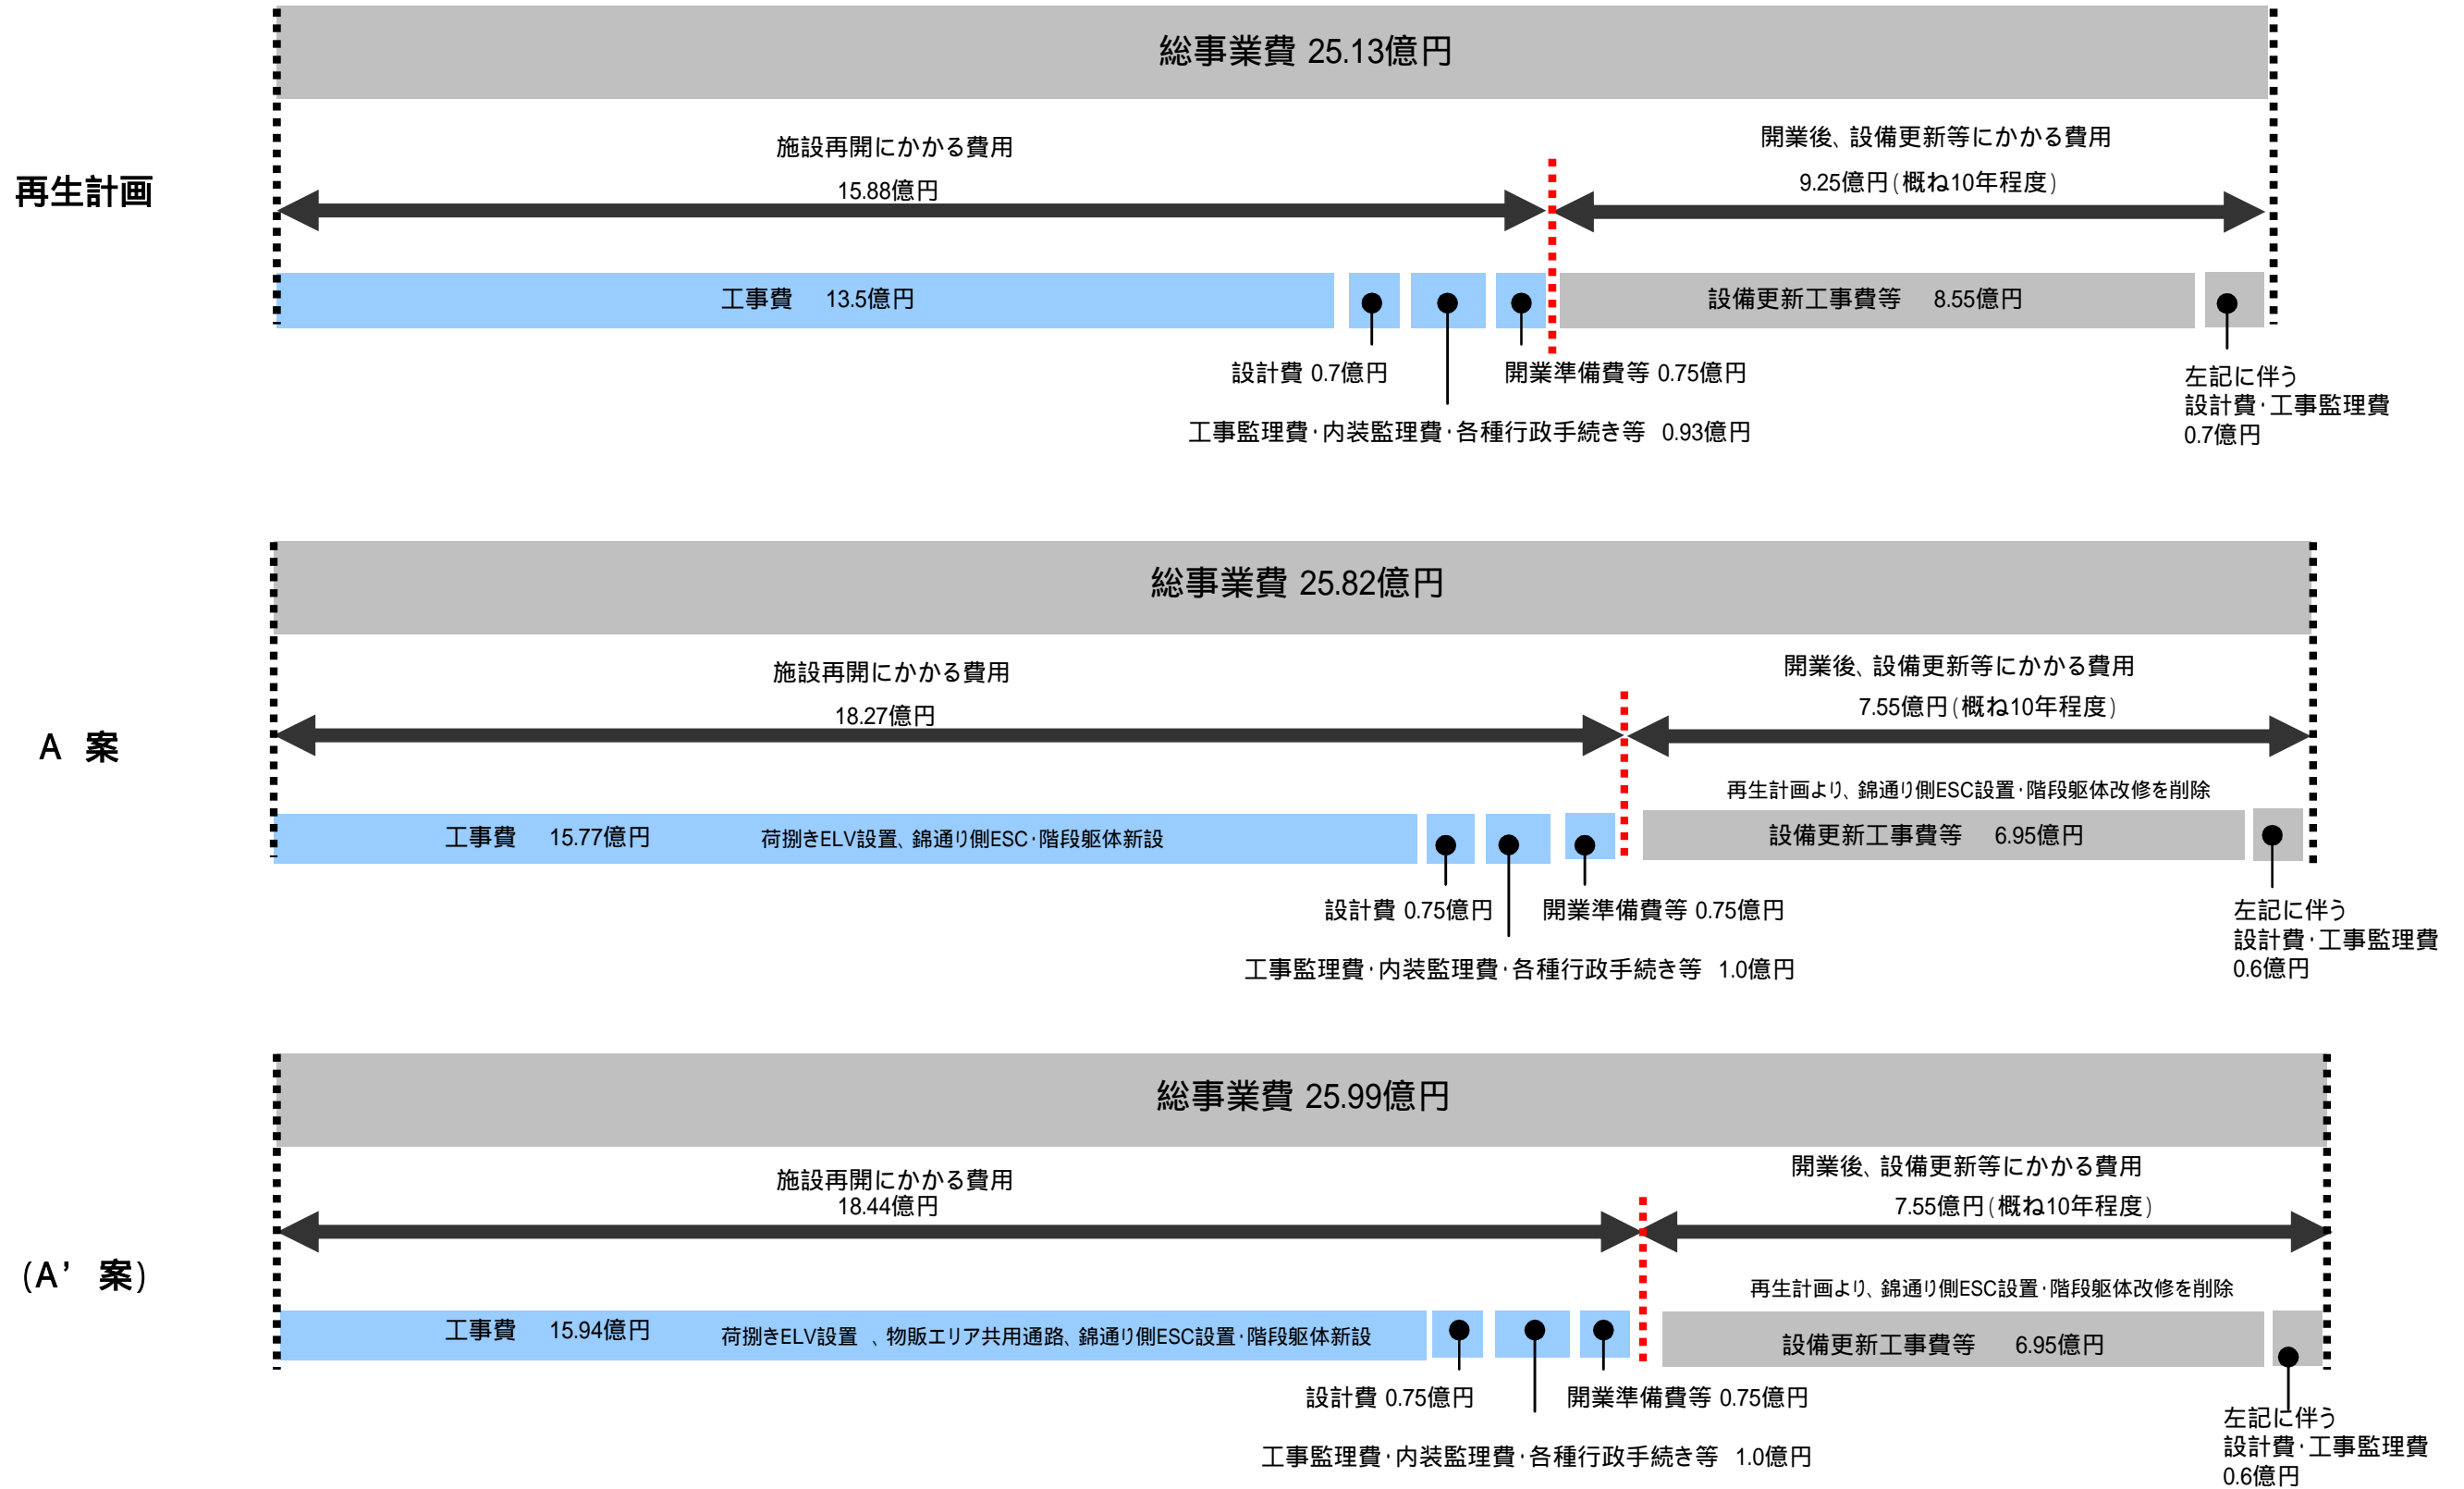 総事業費 25.13億円
再生計画
施設再開にかかる費用
15.88億円
開業後、設備更新等にかかる費用
9.25億円(概ね10年程度)
工事費 13.5億円
設備更新工事費等 8.55億円
設計費 0.7億円
開業準備費等 0.75億円
工事監理費・内装監理費・各種行政手続き等 0.93億円
左記に伴う
設計費・工事監理費
0.7億円
総事業費 25.82億円
A 案
施設再開にかかる費用
18.27億円
開業後、設備更新等にかかる費用
7.55億円(概ね10年程度)
再生計画より、錦通り側ESC設置・階段躯体改修を削除
工事費 15.77億円 荷捌きELV設置、錦通り側ESC・階段躯体新設
設備更新工事費等 6.95億円
設計費 0.75億円
開業準備費等 0.75億円
工事監理費・内装監理費・各種行政手続き等 1.0億円
左記に伴う
設計費・工事監理費
0.6億円
総事業費 25.99億円
(A’ 案)
施設再開にかかる費用
18.44億円
開業後、設備更新等にかかる費用
7.55億円(概ね10年程度)
再生計画より、錦通り側ESC設置・階段躯体改修を削除
工事費 15.94億円 荷捌きELV設置 、物販エリア共用通路、錦通り側ESC設置・階段躯体新設
設備更新工事費等 6.95億円
設計費 0.75億円
開業準備費等 0.75億円
工事監理費・内装監理費・各種行政手続き等 1.0億円
左記に伴う
設計費・工事監理費
0.6億円